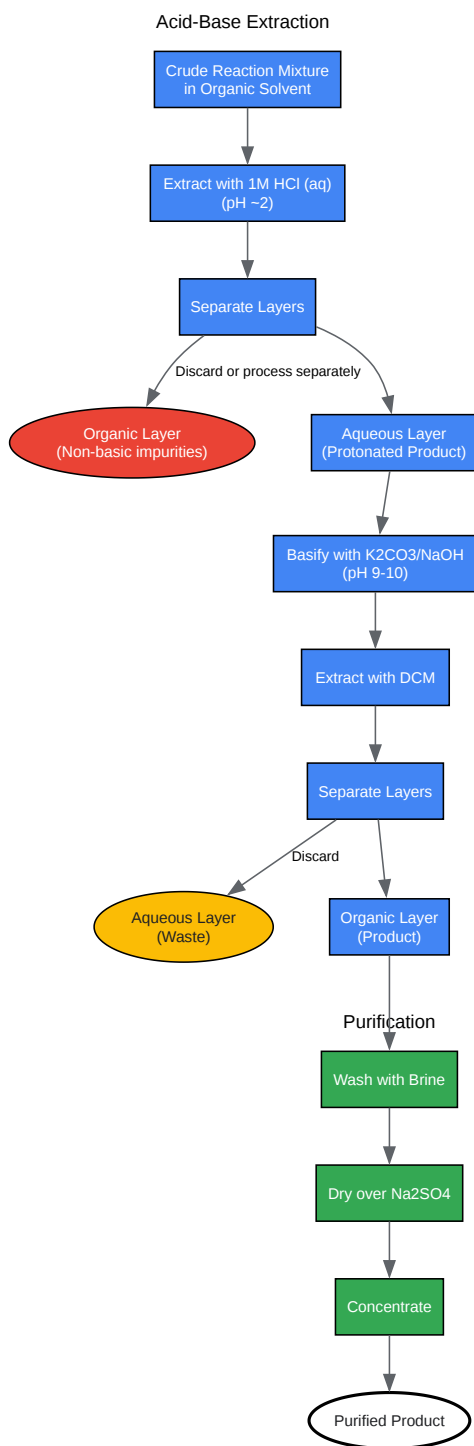 Acid-Base Extraction
Crude Reaction Mixture
in Organic Solvent
Extract with 1M HCl (aq)
(pH ~2)
Separate Layers
Discard or process separately
Organic Layer
(Non-basic impurities)
Aqueous Layer
(Protonated Product)
Basify with K2CO3/NaOH
(pH 9-10)
Extract with DCM
Separate Layers
Discard
Aqueous Layer
(Waste)
Organic Layer
(Product)
Purification
Wash with Brine
Dry over Na2SO4
Concentrate
Purified Product